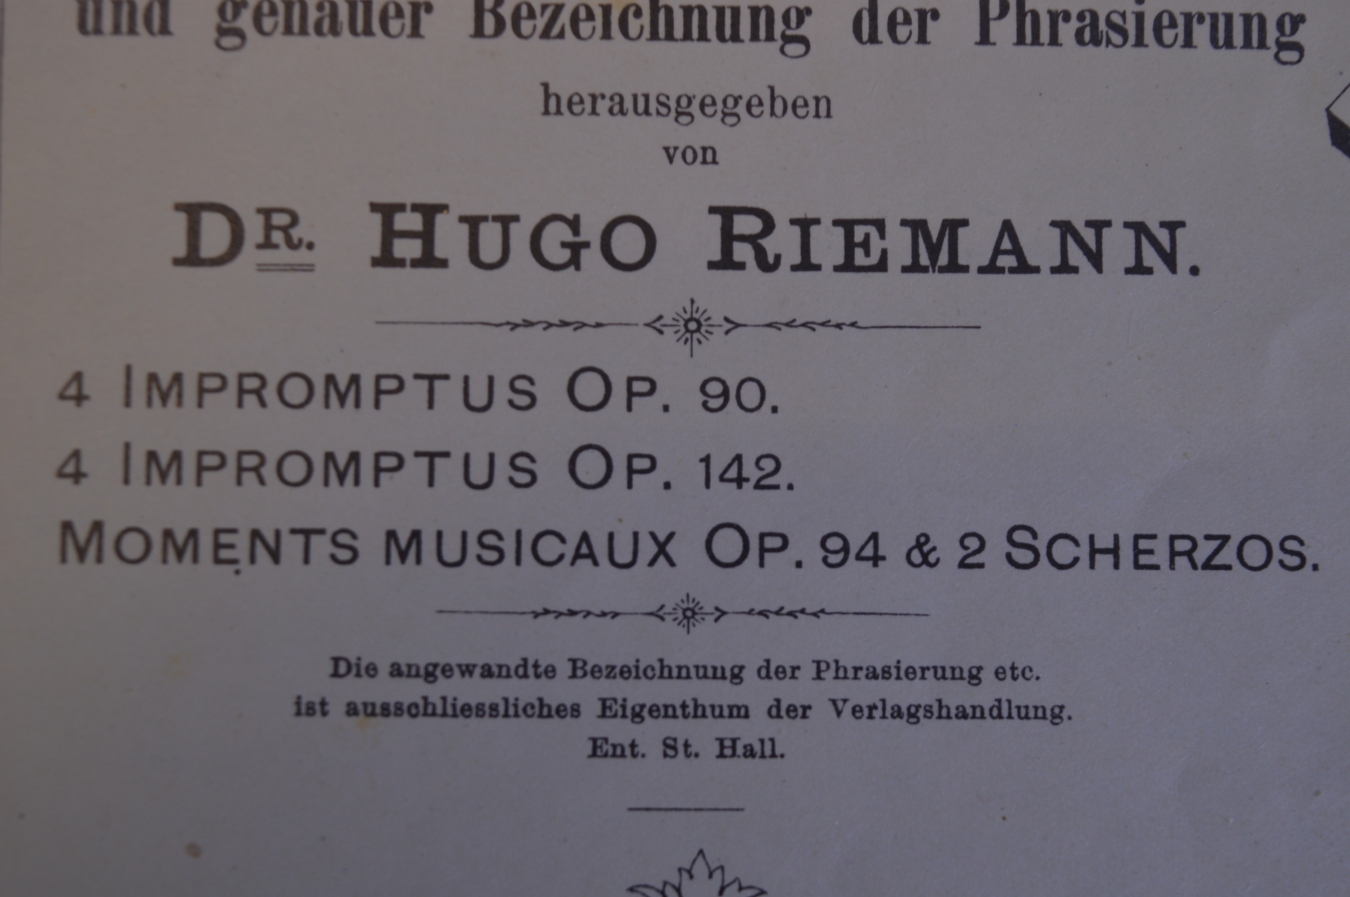 und genauer Bezeichnung der Phrasierung
herausgegeben
von
DR. HUGO RIEMANN.
4 IMPROMPTUS OP. 90.
4 IMPROMPTUS OP. 142.
MOMENTS MUSICAUX OP. 94 & 2 SCHERZOS.
Die angewandte Bezeichnung der Phrasierung etc.
ist ausschliessliches Eigenthum der Verlagshandlung.
Ent. St. Hall.